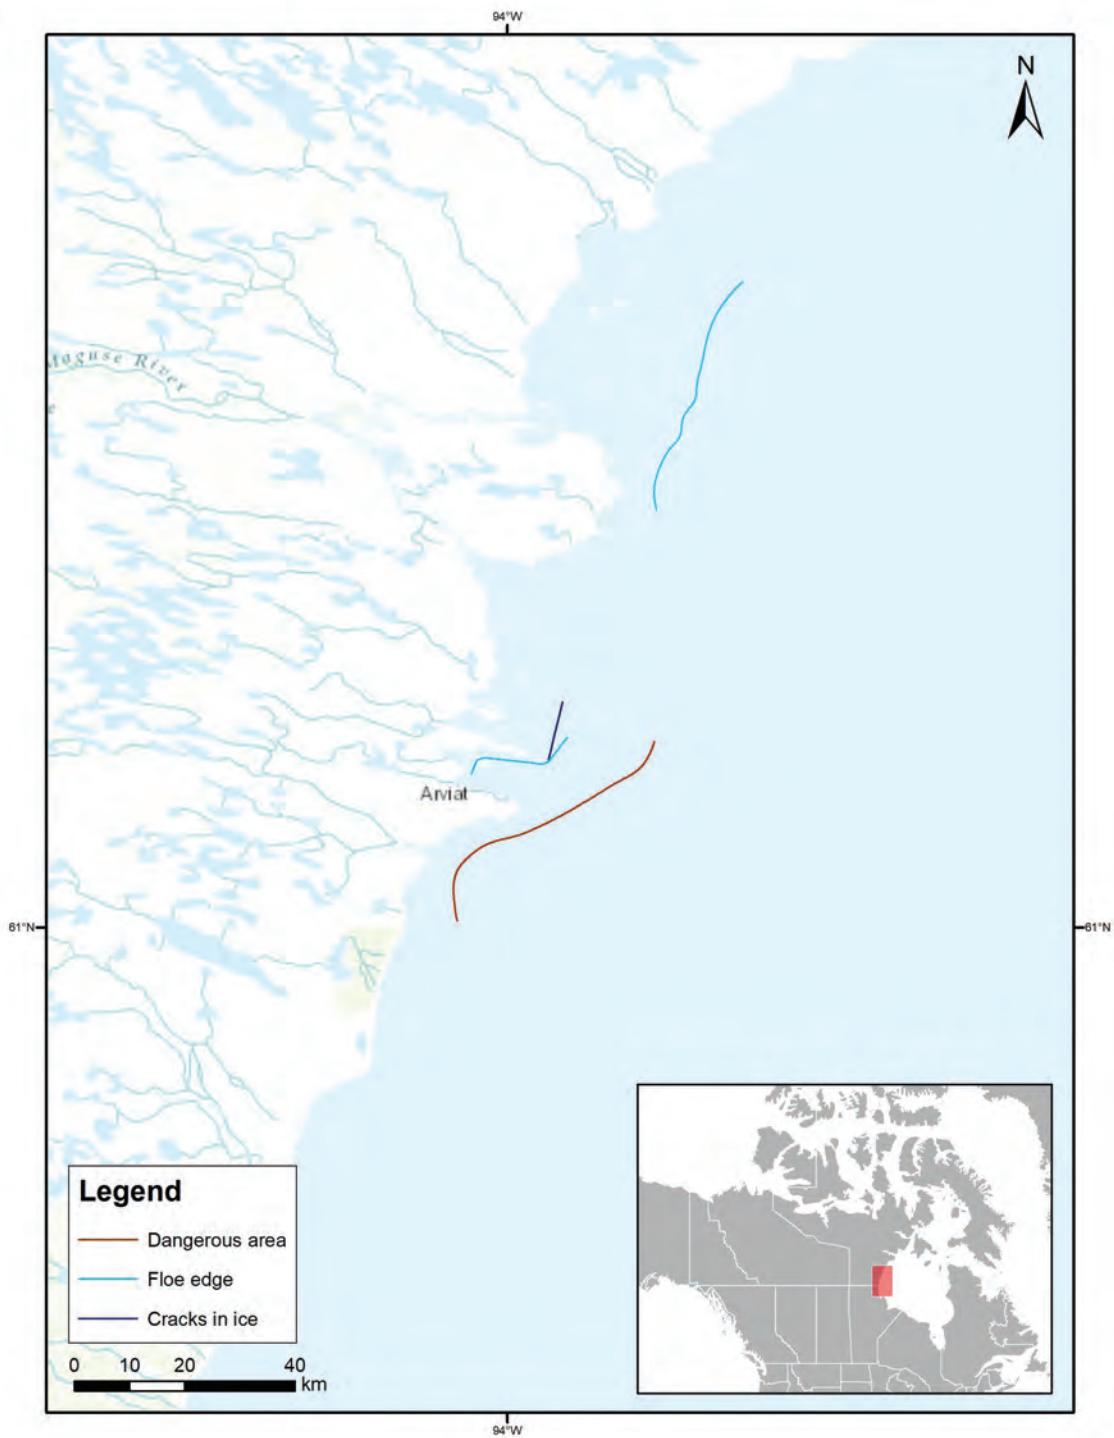 94°W
N
Maguse River
Arviat
61°N
61°N
Legend
Dangerous area
Floe edge
Cracks in ice
0 10 20 40
km
94°W